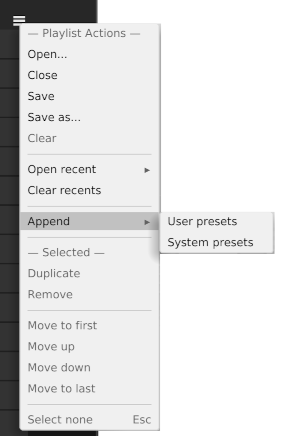 — Playlist Actions —
Open...
Close
Save
Save as...
Clear
Open recent
Clear recents
Append
User presets
System presets
— Selected —
Duplicate
Remove
Move to first
Move up
Move down
Move to last
Select none Esc